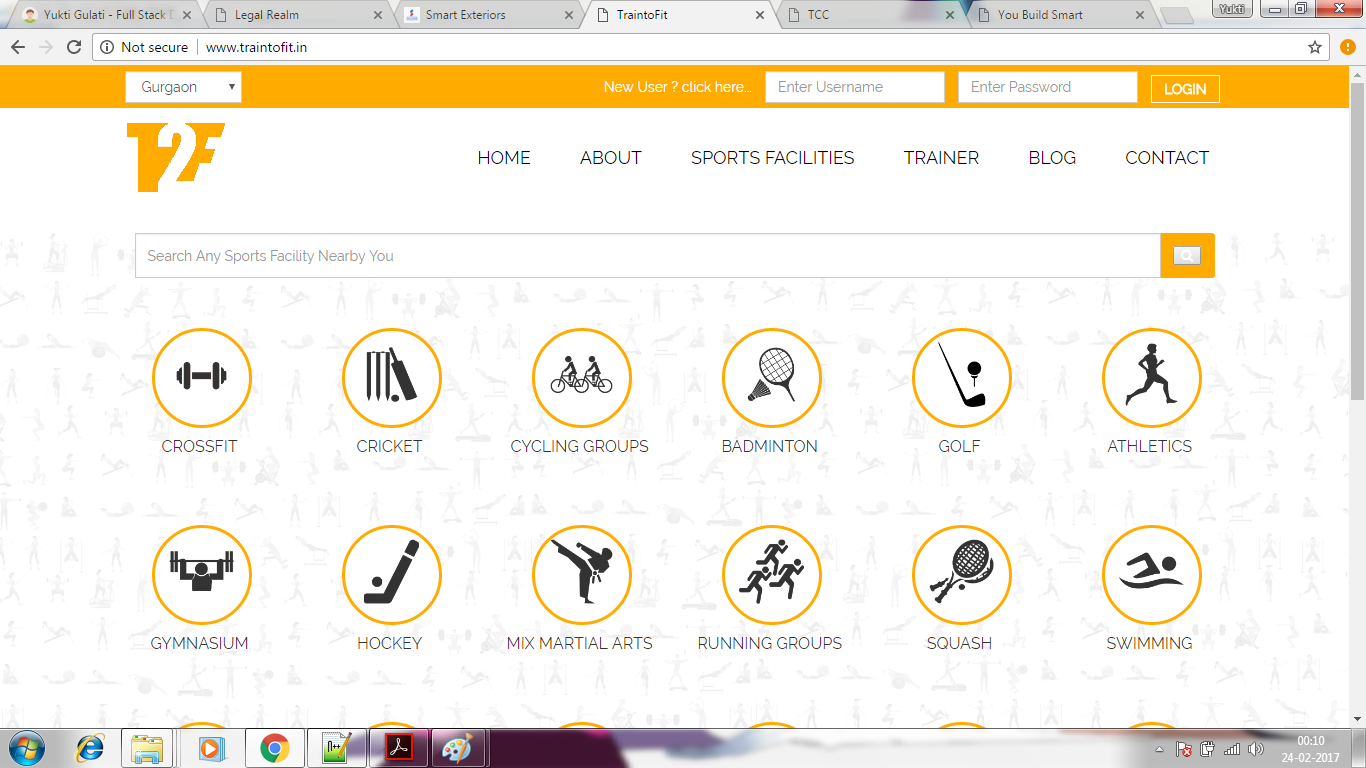 Yukti Gulati - Full Stack D Legal Realm Smart Exteriors TraintoFit TCC You Build Smart Yukti
Not secure www.traintofit.in
Gurgaon New User ? click here... Enter Username Enter Password LOGIN
T2F
HOME ABOUT SPORTS FACILITIES TRAINER BLOG CONTACT
Search Any Sports Facility Nearby You
CROSSFIT CRICKET CYCLING GROUPS BADMINTON GOLF ATHLETICS
GYMNASIUM HOCKEY MIX MARTIAL ARTS RUNNING GROUPS SQUASH SWIMMING
00:10
24-02-2017